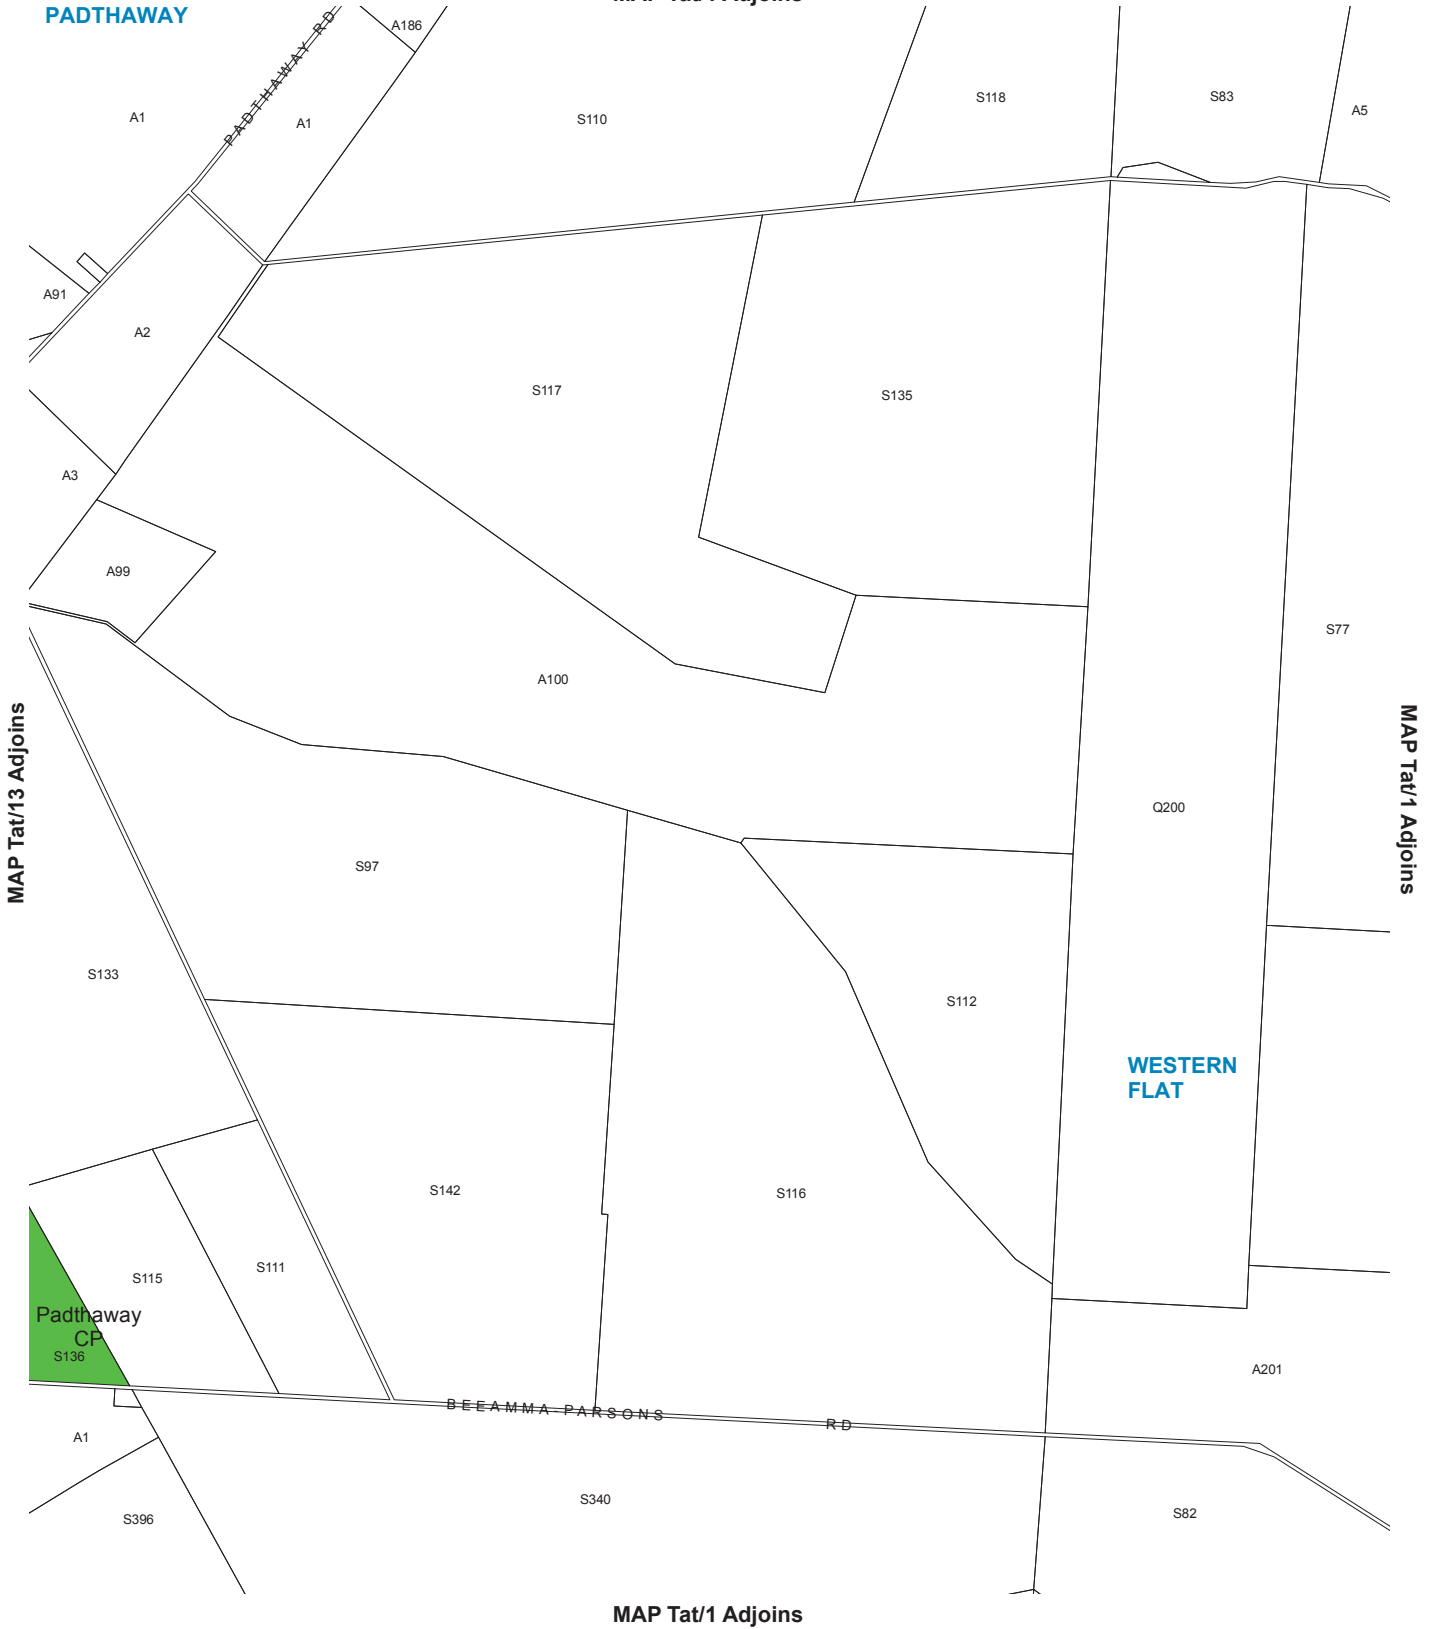 PADTHAWAY
A186
PADTHAWAY RD
S118
S83
A5
A1
A1
S110
A91
A2
S117
S135
A3
A99
S77
A100
MAP Tat/13 Adjoins
MAP Tat/1 Adjoins
Q200
S97
S133
S112
WESTERN
FLAT
S142
S116
S111
S115
Padthaway
CP
S136
A201
BEEAMMA-PARSONS RD
A1
S340
S82
S396
MAP Tat/1 Adjoins